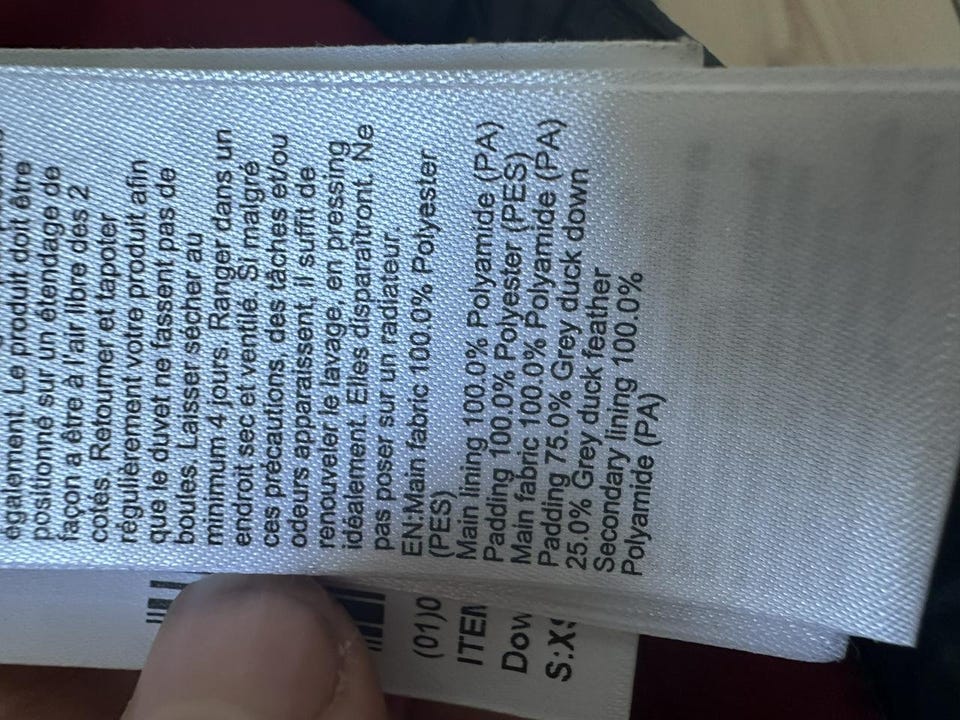 également. Le produit doit être
positionné sur un étendage de
façon a être à l'air libre des 2
cotés. Retourner et tapoter
régulièrement votre produit afin
que le duvet ne fassent pas de
boules. Laisser sécher au
minimum 4 jours. Ranger dans un
endroit sec et ventilé. Si malgré
ces précautions, des tâches et/ou
odeurs apparaissent, il suffit de
renouveler le lavage, en pressing
idéalement. Elles disparaîtront. Ne
pas poser sur un radiateur.
EN:Main fabric 100.0% Polyester
(PES)
Main lining 100.0% Polyamide (PA)
Padding 100.0% Polyester (PES)
Main fabric 100.0% Polyamide (PA)
Padding 75.0% Grey duck down
25.0% Grey duck feather
Secondary lining 100.0%
Polyamide (PA)
(01)0
S:XS